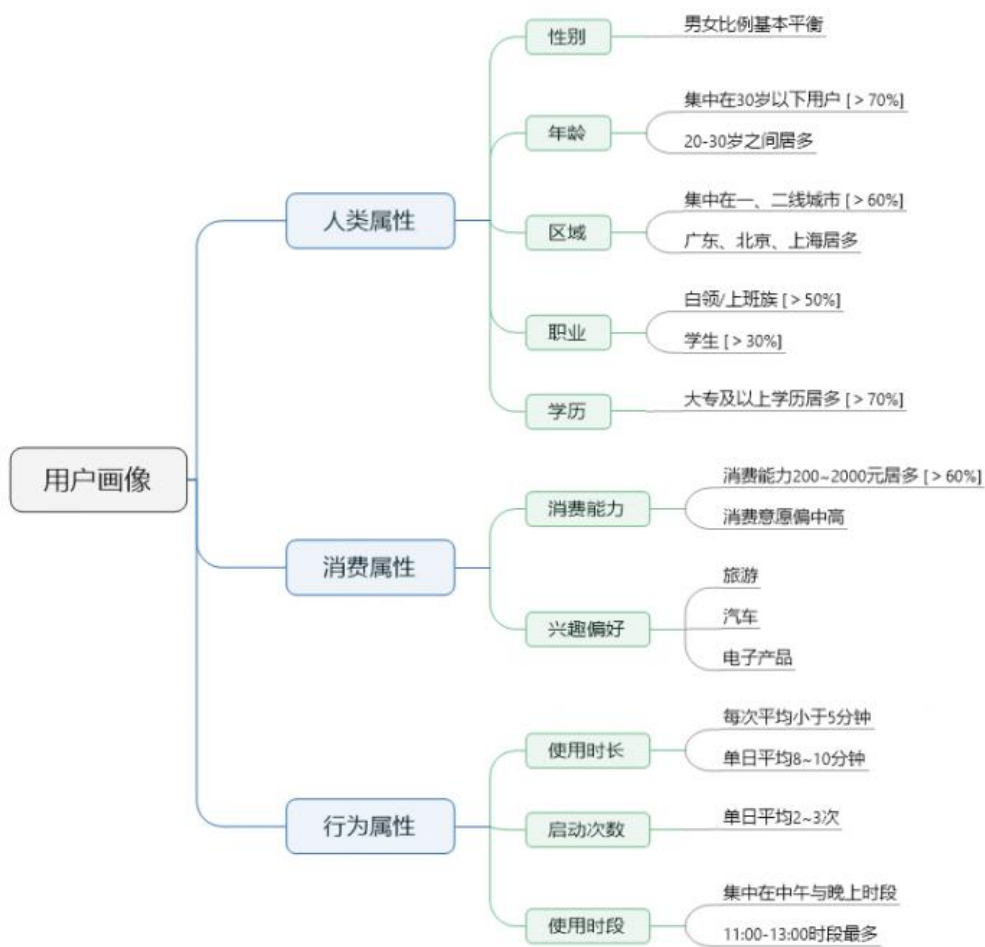 用户画像
人类属性
性别
男女比例基本平衡
年龄
集中在30岁以下用户 [ > 70%]
20-30岁之间居多
区域
集中在一、二线城市 [ > 60%]
广东、北京、上海居多
职业
白领/上班族 [ > 50%]
学生 [ > 30%]
学历
大专及以上学历居多 [ > 70%]
消费属性
消费能力
消费能力200~2000元居多 [ > 60%]
消费意愿偏中高
兴趣偏好
旅游
汽车
电子产品
行为属性
使用时长
每次平均小于5分钟
单日平均8~10分钟
启动次数
单日平均2~3次
使用时段
集中在中午与晚上时段
11:00-13:00时段最多